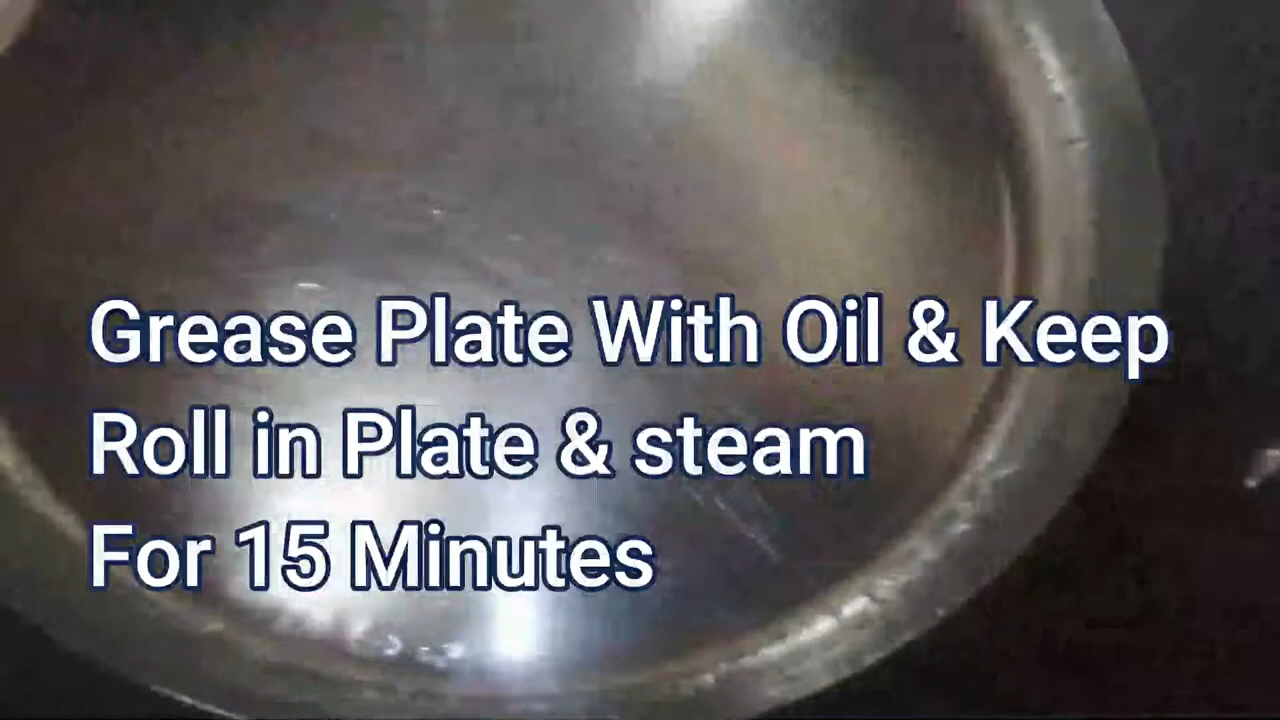 Grease Plate With Oil & Keep
Roll in Plate & steam
For 15 Minutes